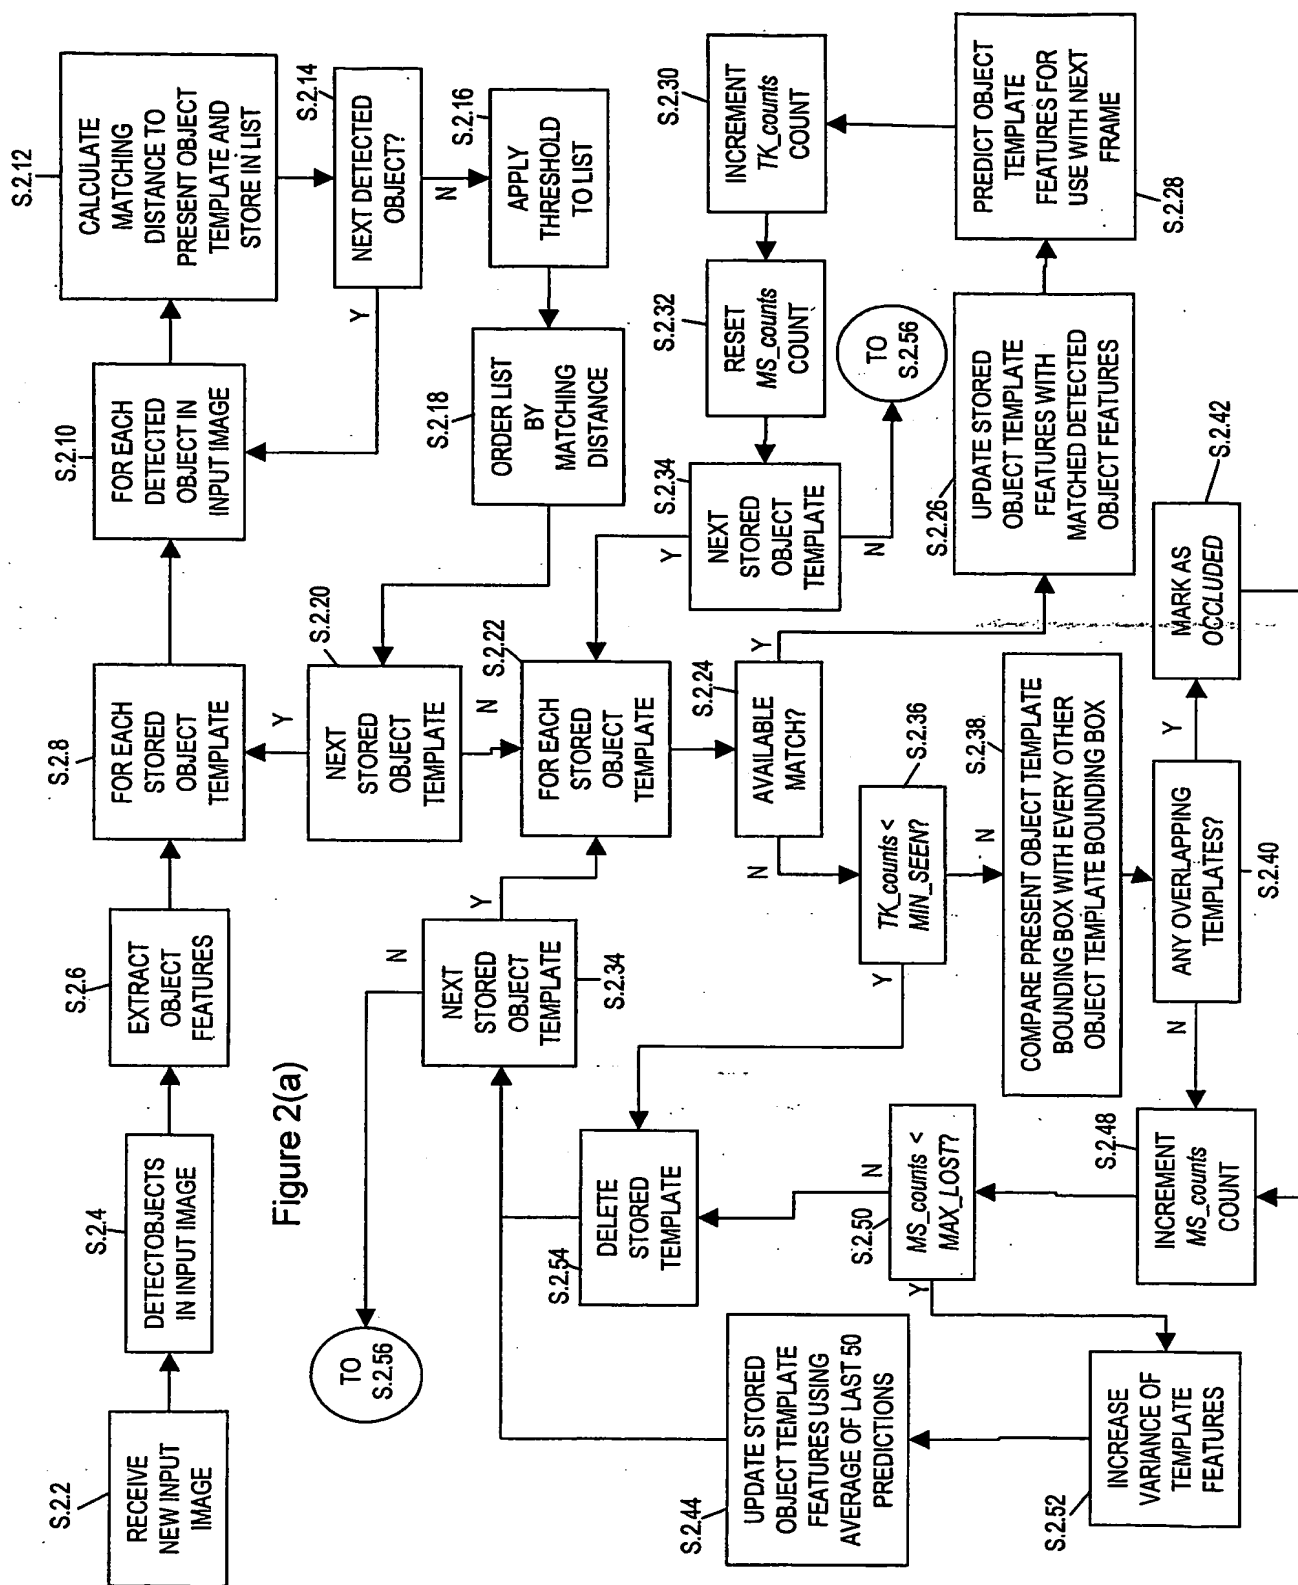 S.2.2
RECEIVE
NEW INPUT
IMAGE
S.2.4
DETECTOBJECTS
IN INPUT IMAGE
S.2.6
EXTRACT
OBJECT
FEATURES
S.2.8
FOR EACH
STORED
OBJECT
TEMPLATE
S.2.10
FOR EACH
DETECTED
OBJECT IN
INPUT IMAGE
S.2.12
CALCULATE
MATCHING
DISTANCE TO
PRESENT OBJECT
TEMPLATE AND
STORE IN LIST
S.2.14
NEXT DETECTED
OBJECT?
Y
N
S.2.16
APPLY
THRESHOLD
TO LIST
S.2.18
ORDER LIST
BY
MATCHING
DISTANCE
S.2.20
NEXT
STORED
OBJECT
TEMPLATE
Y
N
S.2.22
FOR EACH
STORED
OBJECT
TEMPLATE
S.2.24
AVAILABLE
MATCH?
Y
N
S.2.26
UPDATE STORED
OBJECT TEMPLATE
FEATURES WITH
MATCHED DETECTED
OBJECT FEATURES
S.2.28
PREDICT OBJECT
TEMPLATE
FEATURES FOR
USE WITH NEXT
FRAME
S.2.30
INCREMENT
TK_counts
COUNT
S.2.32
RESET
MS_counts
COUNT
S.2.34
NEXT
STORED
OBJECT
TEMPLATE
Y
N
TO
S.2.56
S.2.36
TK_counts <
MIN_SEEN?
Y
N
S.2.38
COMPARE PRESENT OBJECT TEMPLATE
BOUNDING BOX WITH EVERY OTHER
OBJECT TEMPLATE BOUNDING BOX
S.2.40
ANY OVERLAPPING
TEMPLATES?
Y
N
S.2.42
MARK AS
OCCLUDED
S.2.48
INCREMENT
MS_counts
COUNT
S.2.50
MS_counts <
MAX_LOST?
Y
N
S.2.52
INCREASE
VARIANCE OF
TEMPLATE
FEATURES
S.2.44
UPDATE STORED
OBJECT TEMPLATE
FEATURES USING
AVERAGE OF LAST 50
PREDICTIONS
S.2.54
DELETE
STORED
TEMPLATE
S.2.34
NEXT
STORED
OBJECT
TEMPLATE
Y
N
TO
S.2.56
Figure 2(a)